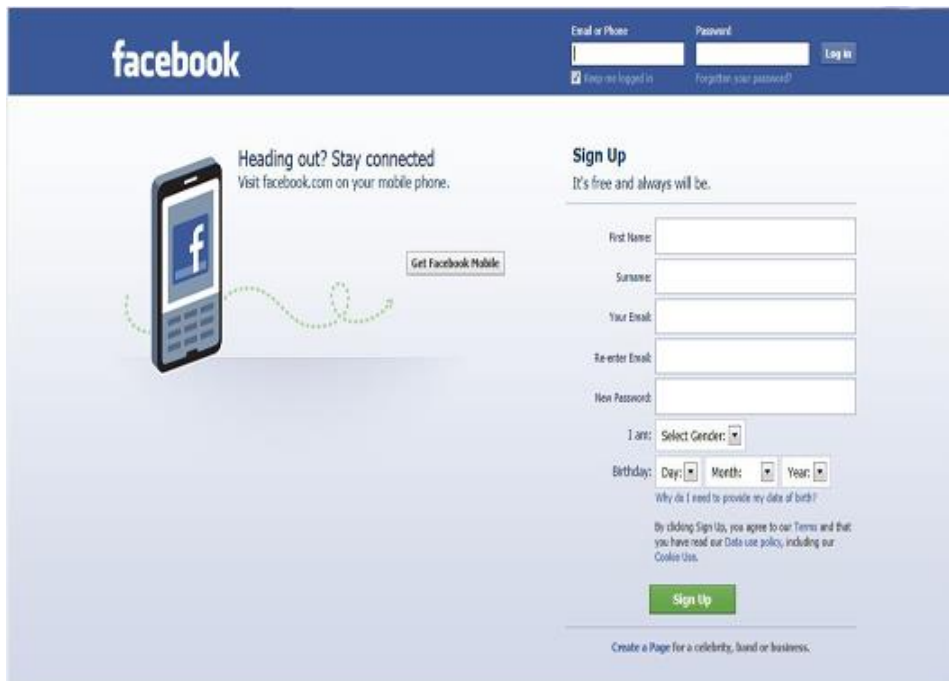 facebook
Email or Phone
Password
Log in
Keep me logged in
Forgotten your password?
Heading out? Stay connected
Visit facebook.com on your mobile phone.
f
Get Facebook Mobile
Sign Up
It's free and always will be.
First Name:
Surname:
Your Email:
Re-enter Email:
New Password:
I am: Select Gender:
Birthday: Day: Month: Year:
Why do I need to provide my date of birth?
By clicking Sign Up, you agree to our Terms and that
you have read our Data use policy, including our
Cookie Use.
Sign Up
Create a Page for a celebrity, band or business.